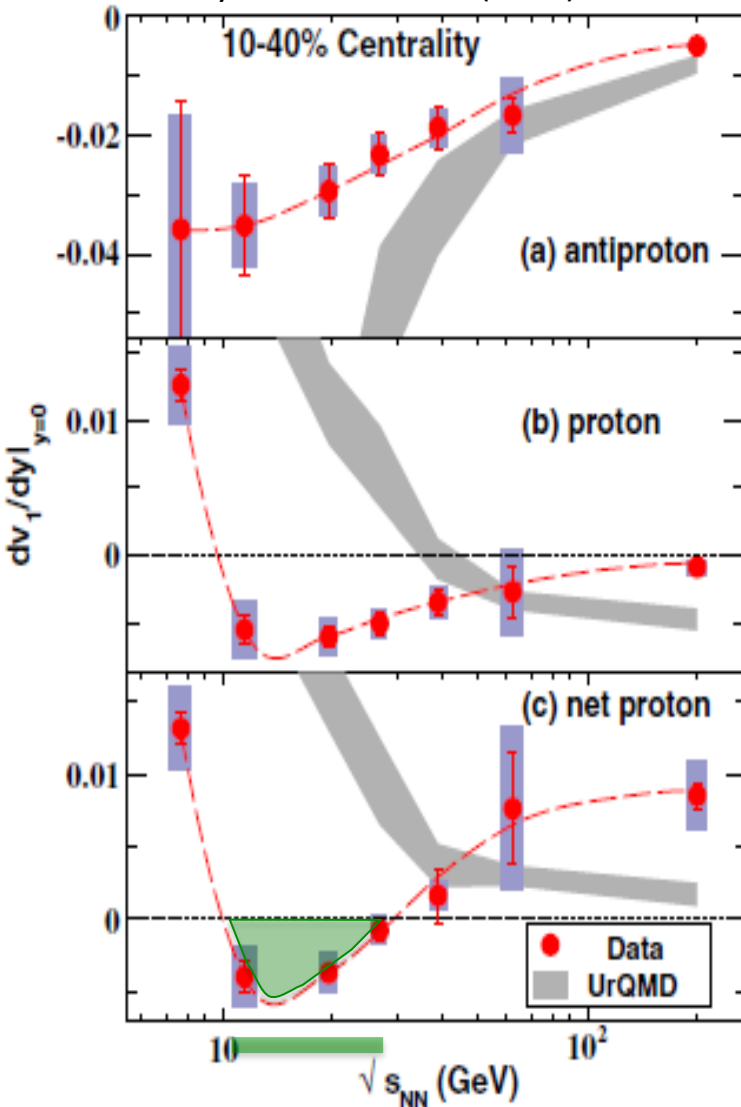 10-40% Centrality
0
-0.02
-0.04
(a) antiproton
0.01
0
(b) proton
dv1/dy|y=0
(c) net proton
0.01
0
Data
UrQMD
10
10²
√ sNN (GeV)